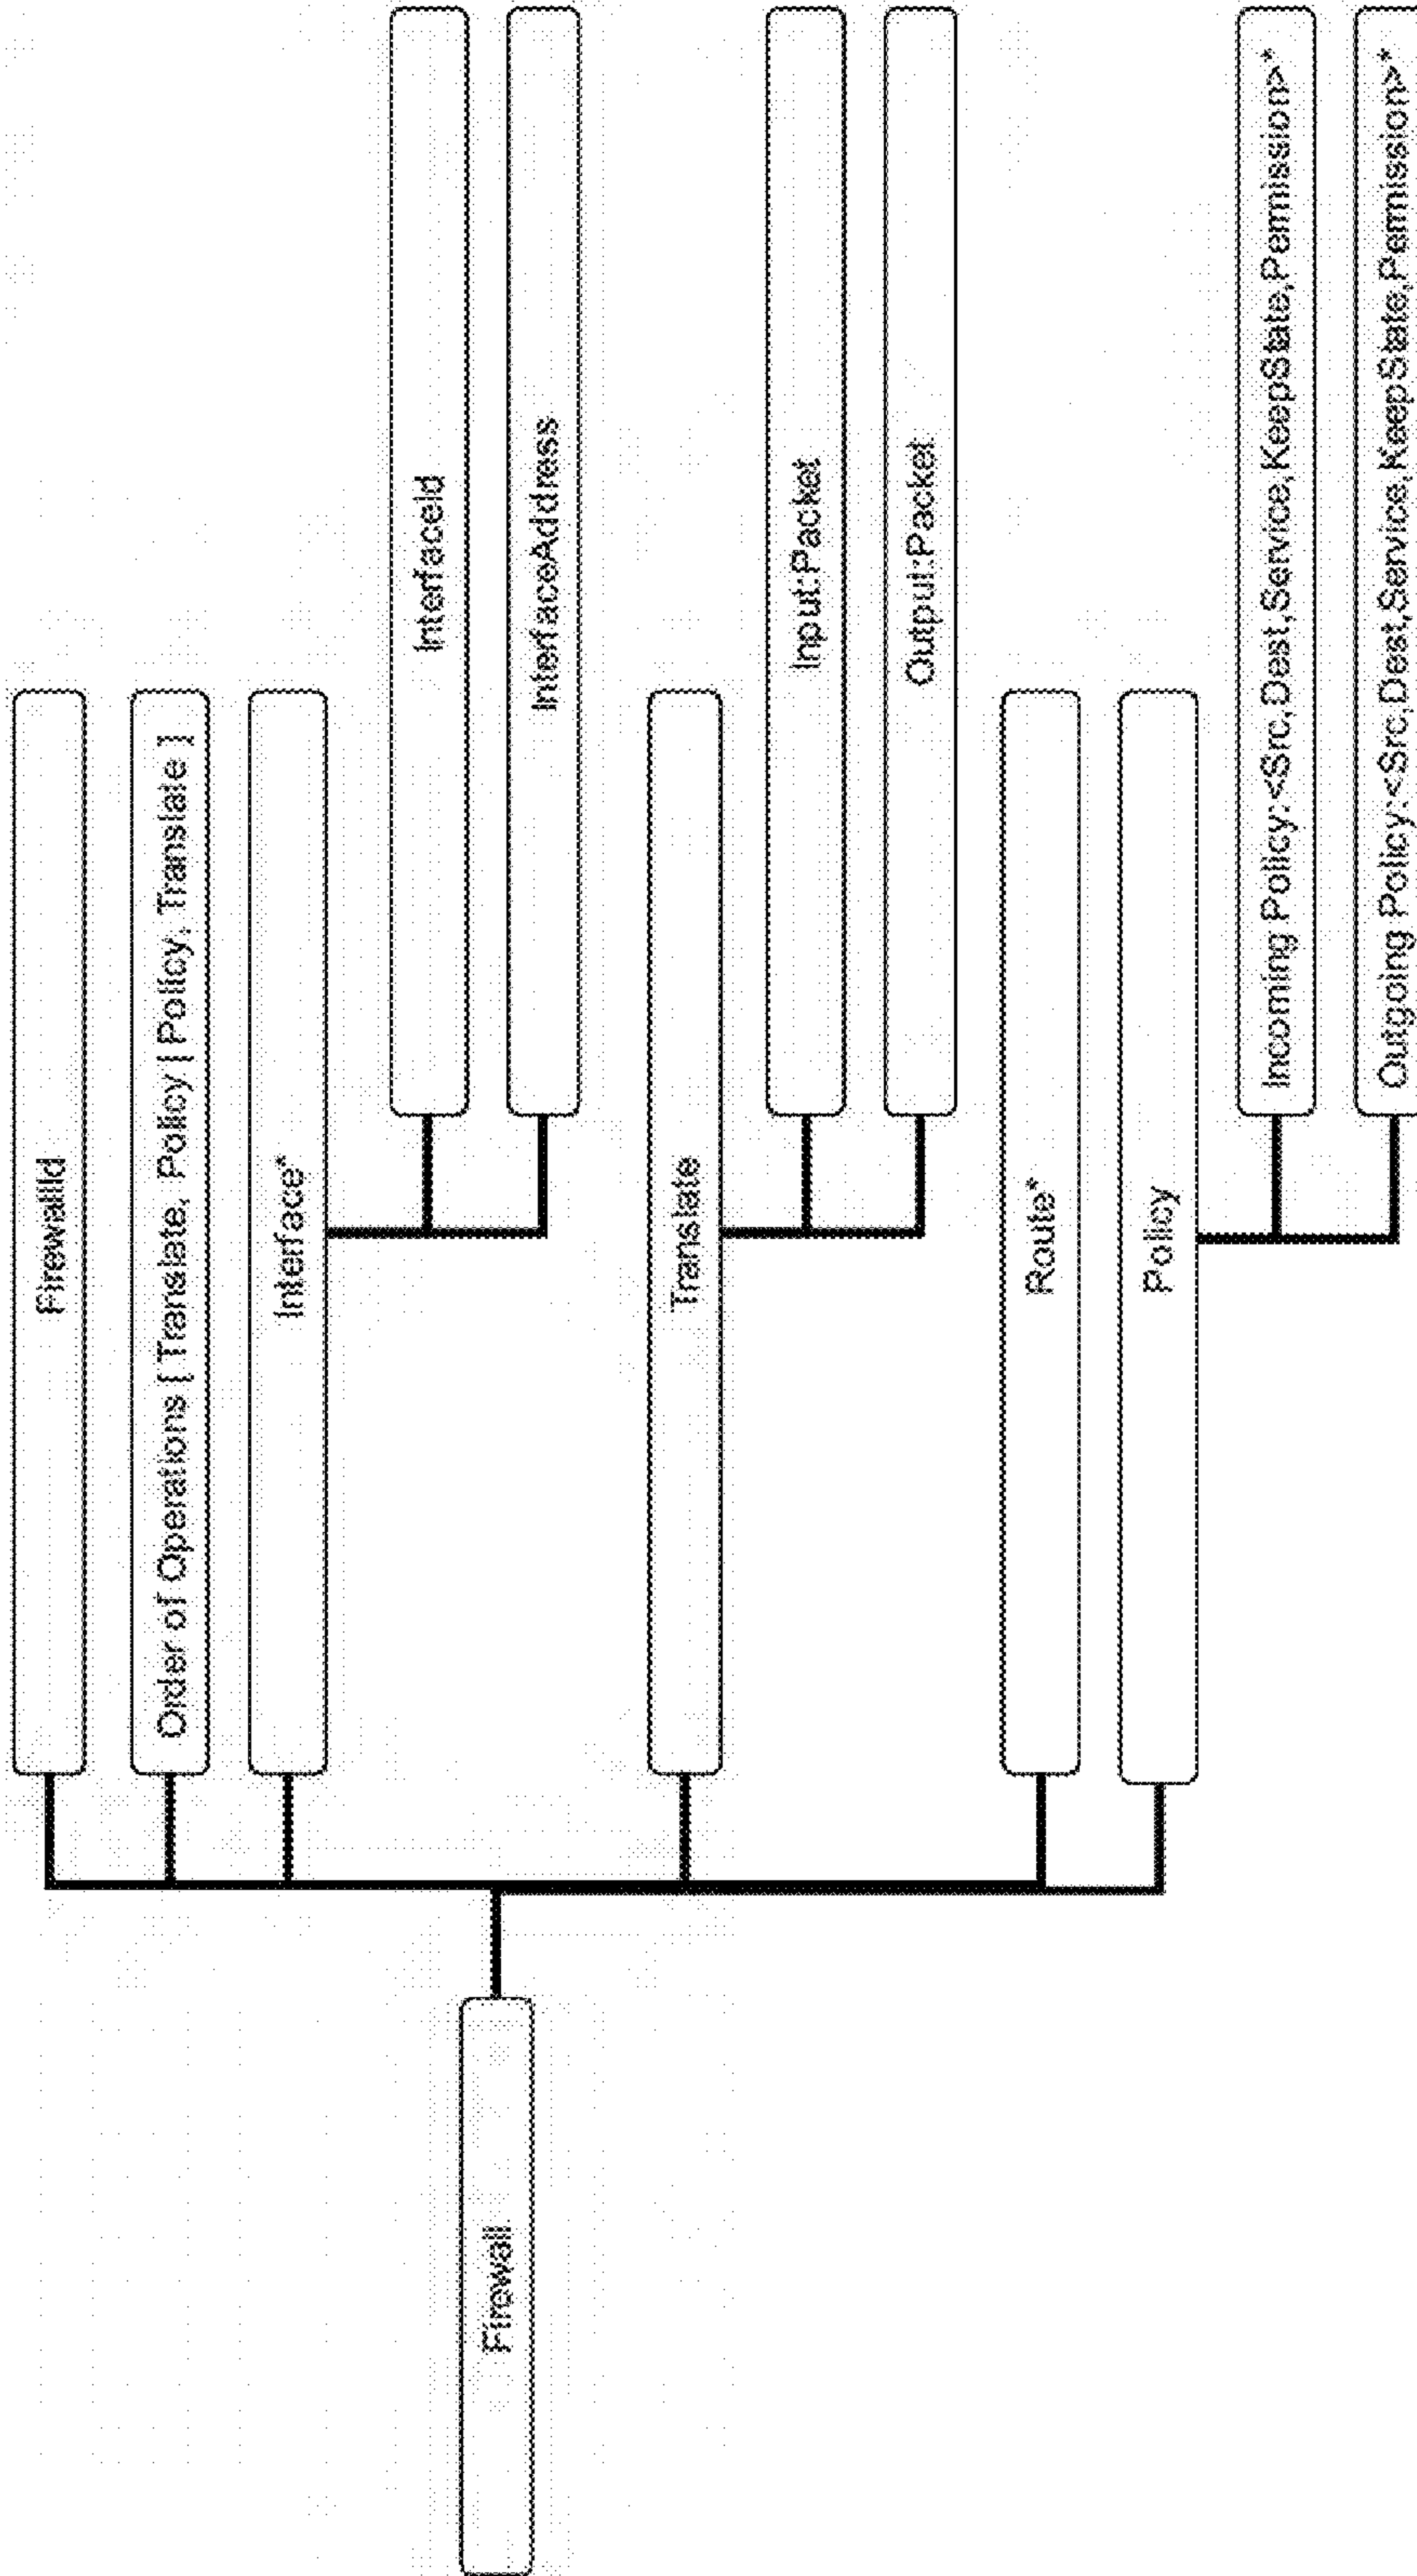 Firewall
FirewallId
Order of Operations [ Translate, Policy | Policy, Translate ]
Interface*
InterfaceId
InterfaceAddress
Translate
Input:Packet
Output:Packet
Route*
Policy
Incoming Policy:<Src,Dest,Service,KeepState,Permission>*
Outgoing Policy:<Src,Dest,Service,KeepState,Permission>*